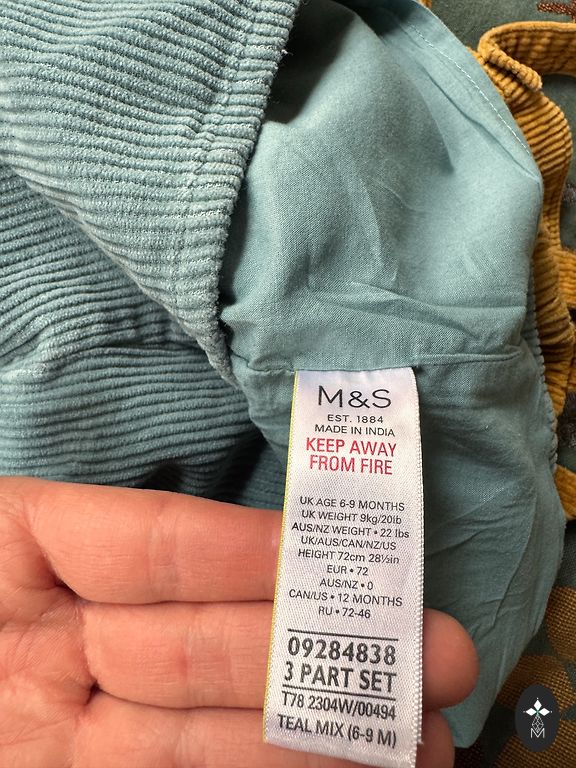 M&S
EST. 1884
MADE IN INDIA
KEEP AWAY
FROM FIRE
UK AGE 6-9 MONTHS
UK WEIGHT 9kg/20lb
AUS/NZ WEIGHT • 22 lbs
UK/AUS/CAN/NZ/US
HEIGHT 72cm 28½in
EUR • 72
AUS/NZ • 0
CAN/US • 12 MONTHS
RU • 72-46
09284838
3 PART SET
T78 2304W/00494
TEAL MIX (6-9 M)
M